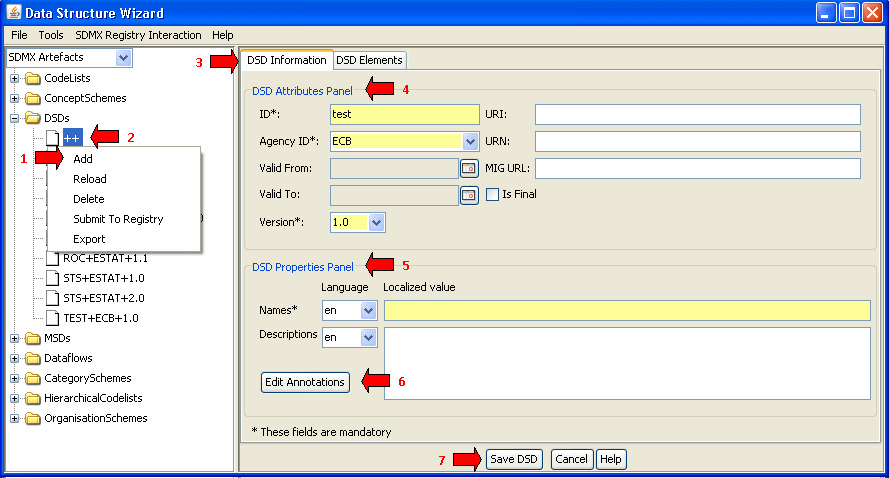 Data Structure Wizard
File Tools SDMX Registry Interaction Help
SDMX Artefacts
CodeLists
ConceptSchemes
DSDs
++
2
1
Add
Reload
Delete
Submit To Registry
Export
0
ROC+ESTAT+1.1
STS+ESTAT+1.0
STS+ESTAT+2.0
TEST+ECB+1.0
MSDs
Dataflows
CategorySchemes
HierarchicalCodelists
OrganisationSchemes
3
DSD Information DSD Elements
DSD Attributes Panel 4
ID*: test URI:
Agency ID*: ECB URN:
Valid From: MIG URL:
Valid To: Is Final
Version*: 1.0
DSD Properties Panel 5
Language Localized value
Names* en
Descriptions en
Edit Annotations 6
* These fields are mandatory
7 Save DSD Cancel Help